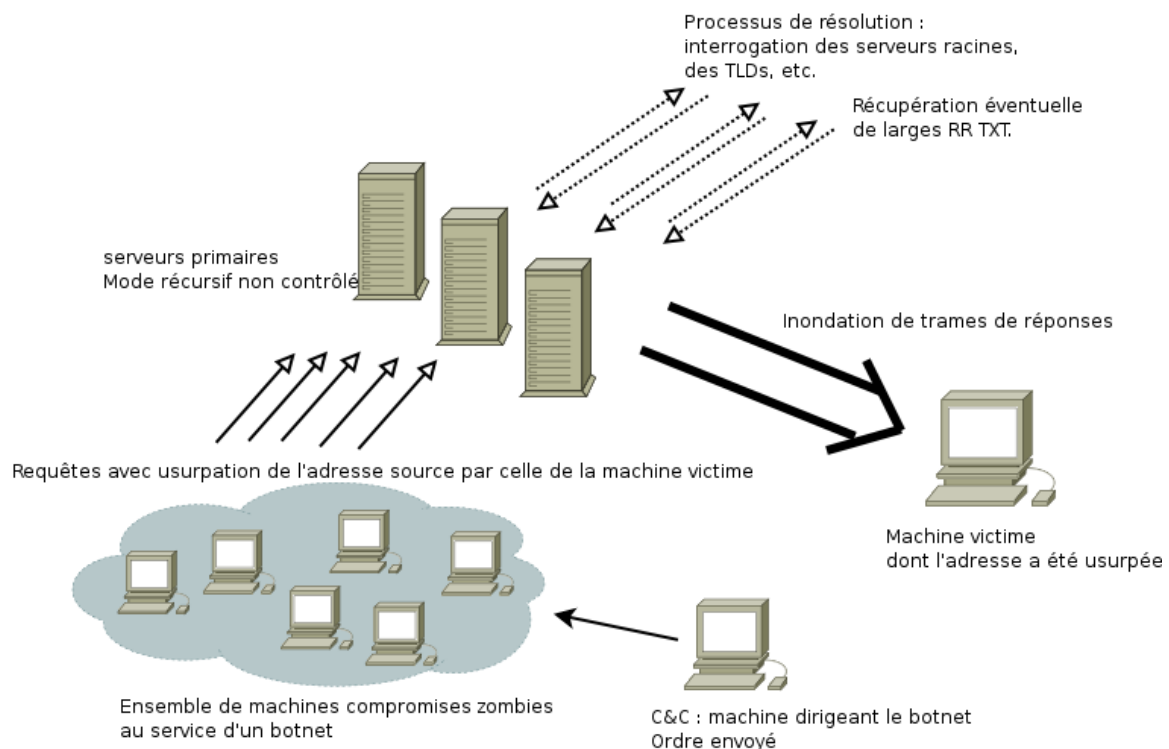 Processus de résolution :
interrogation des serveurs racines,
des TLDs, etc.
Récupération éventuelle
de larges RR TXT.
serveurs primaires
Mode récursif non contrôlé
Inondation de trames de réponses
Requêtes avec usurpation de l'adresse source par celle de la machine victime
Machine victime
dont l'adresse a été usurpée
Ensemble de machines compromises zombies
au service d'un botnet
C&C : machine dirigeant le botnet
Ordre envoyé